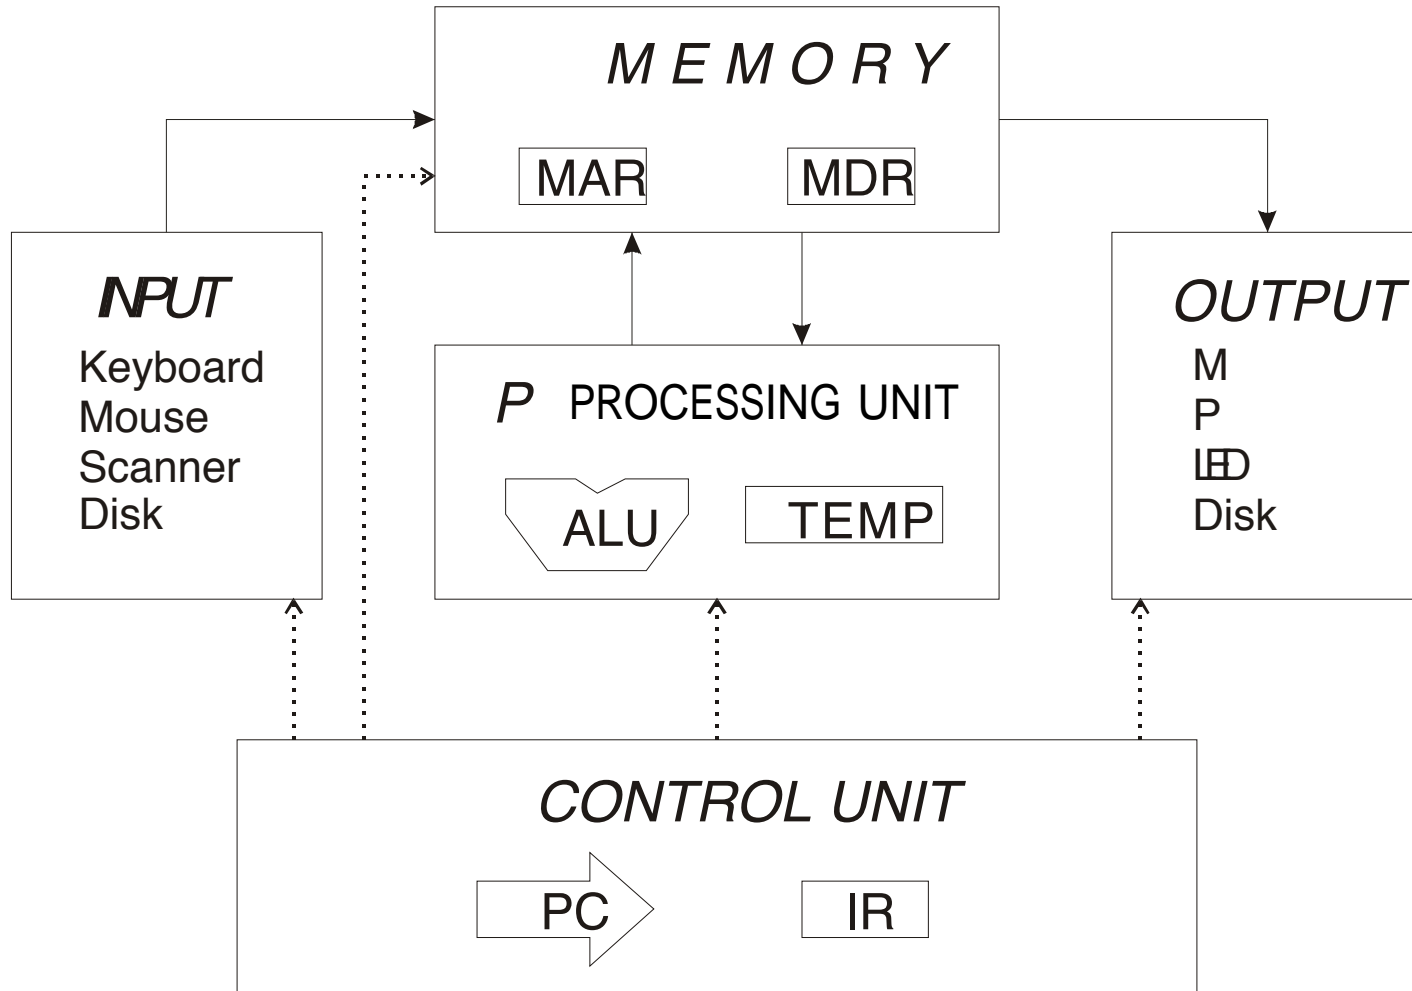 MEMORY
MAR
MDR
INPUT
Keyboard
Mouse
Scanner
Disk
P PROCESSING UNIT
ALU
TEMP
OUTPUT
M
P
LED
Disk
CONTROL UNIT
PC
IR